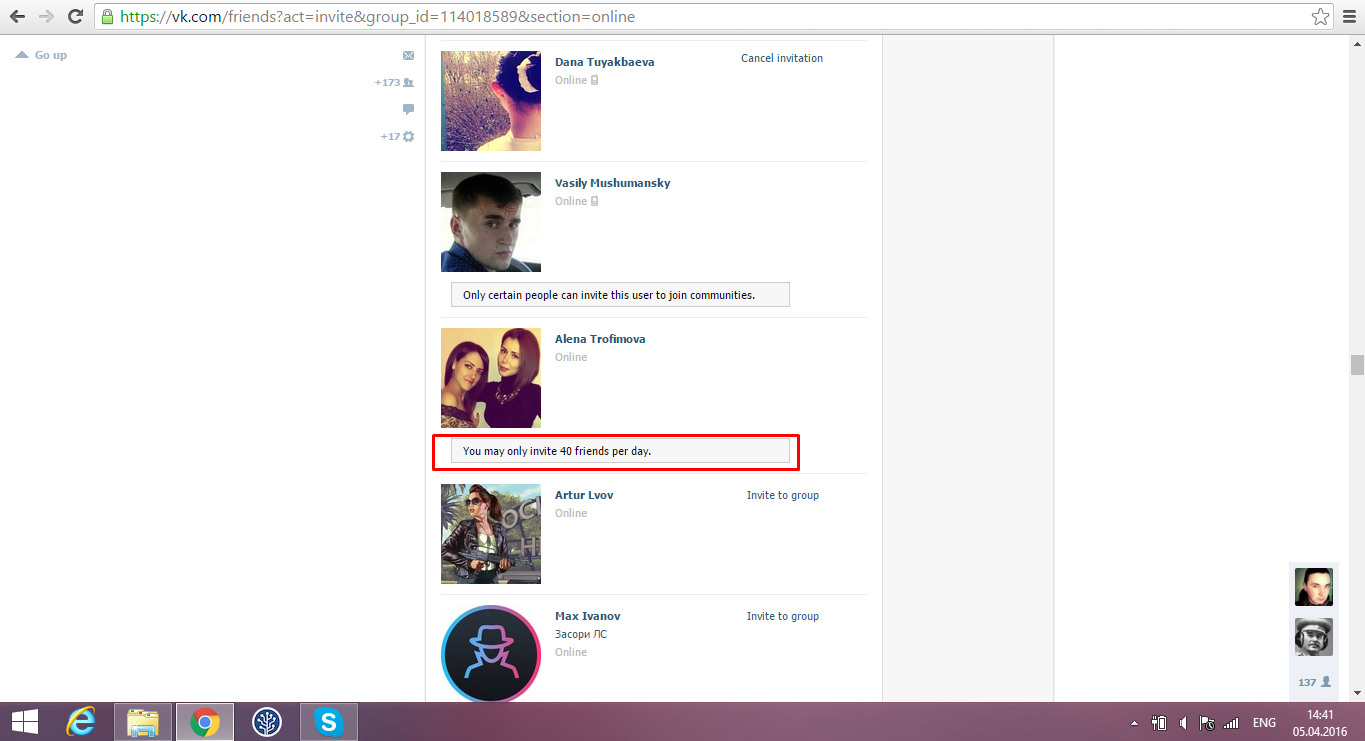 https://vk.com/friends?act=invite&group_id=114018589&section=online
Go up
+173
+17
Dana Tuyakbaeva
Online
Cancel invitation
Vasily Mushumansky
Online
Only certain people can invite this user to join communities.
Alena Trofimova
Online
You may only invite 40 friends per day.
Artur Lvov
Online
Invite to group
Max Ivanov
Засори ЛС
Online
Invite to group
137
ENG
14:41
05.04.2016